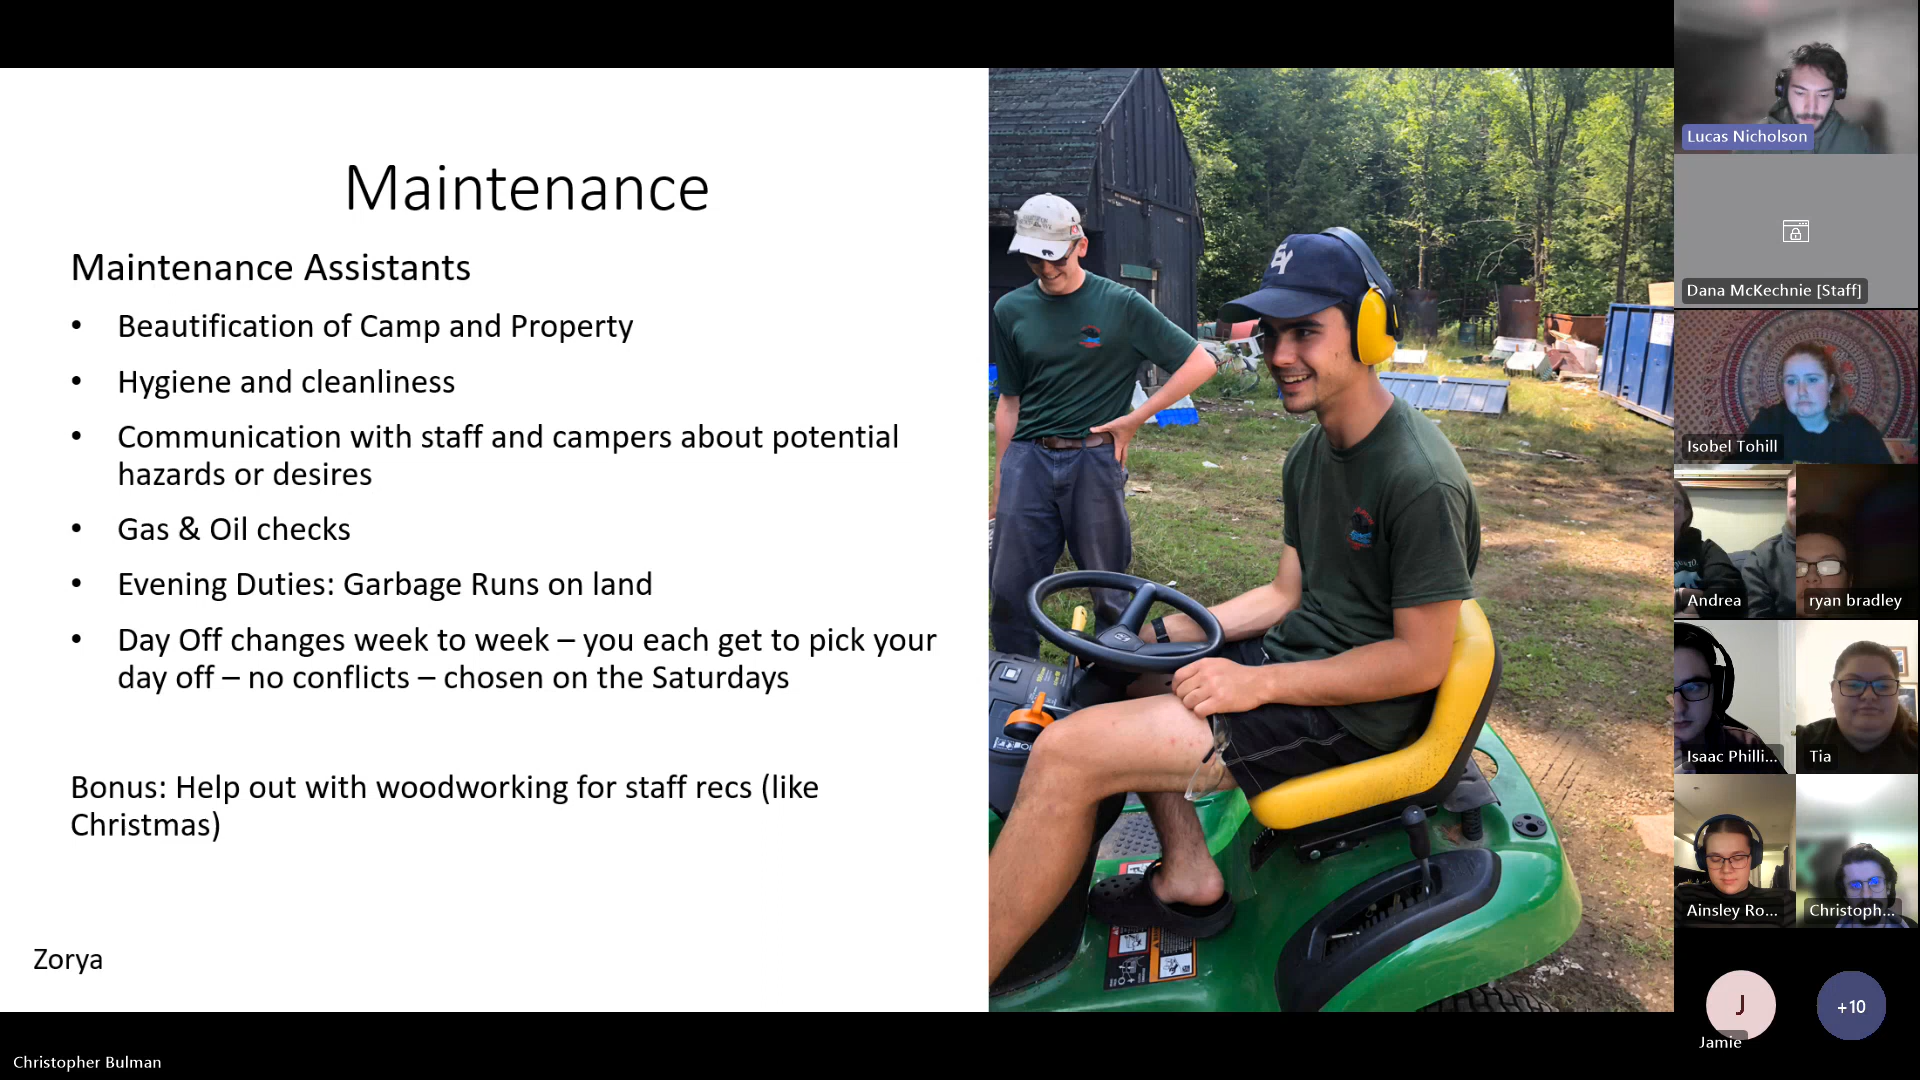 Maintenance
Maintenance Assistants
• Beautification of Camp and Property
• Hygiene and cleanliness
• Communication with staff and campers about potential
hazards or desires
• Gas & Oil checks
• Evening Duties: Garbage Runs on land
• Day Off changes week to week – you each get to pick your
day off – no conflicts – chosen on the Saturdays
Bonus: Help out with woodworking for staff recs (like
Christmas)
Zorya
Christopher Bulman
EY
Lucas Nicholson
Dana McKechnie [Staff]
Isobel Tohill
Andrea
ryan bradley
Isaac Philli...
Tia
Ainsley Ro...
Christoph...
J
Jamie
+10